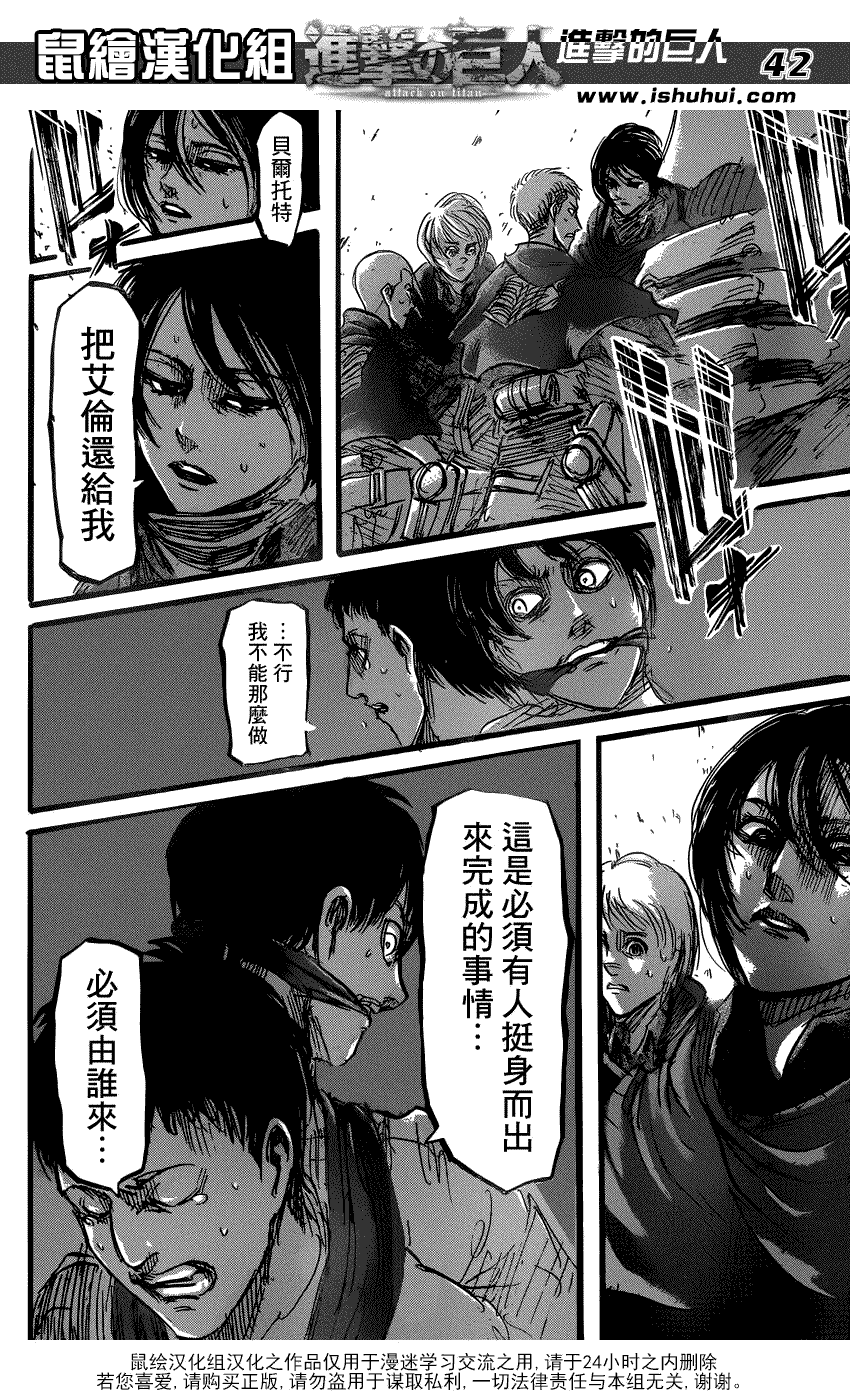 鼠繪漢化組
進撃の巨人
attack on titan
進擊的巨人
42
www.ishuhui.com
貝爾托特
把艾倫還給我
…不行
我不能那麼做
這是必須有人挺身而出
來完成的事情…
必須由誰來…
鼠绘汉化组汉化之作品仅用于漫迷学习交流之用,请于24小时之内删除
若您喜爱,请购买正版,请勿盗用于谋取私利,一切法律责任与本组无关,谢谢。